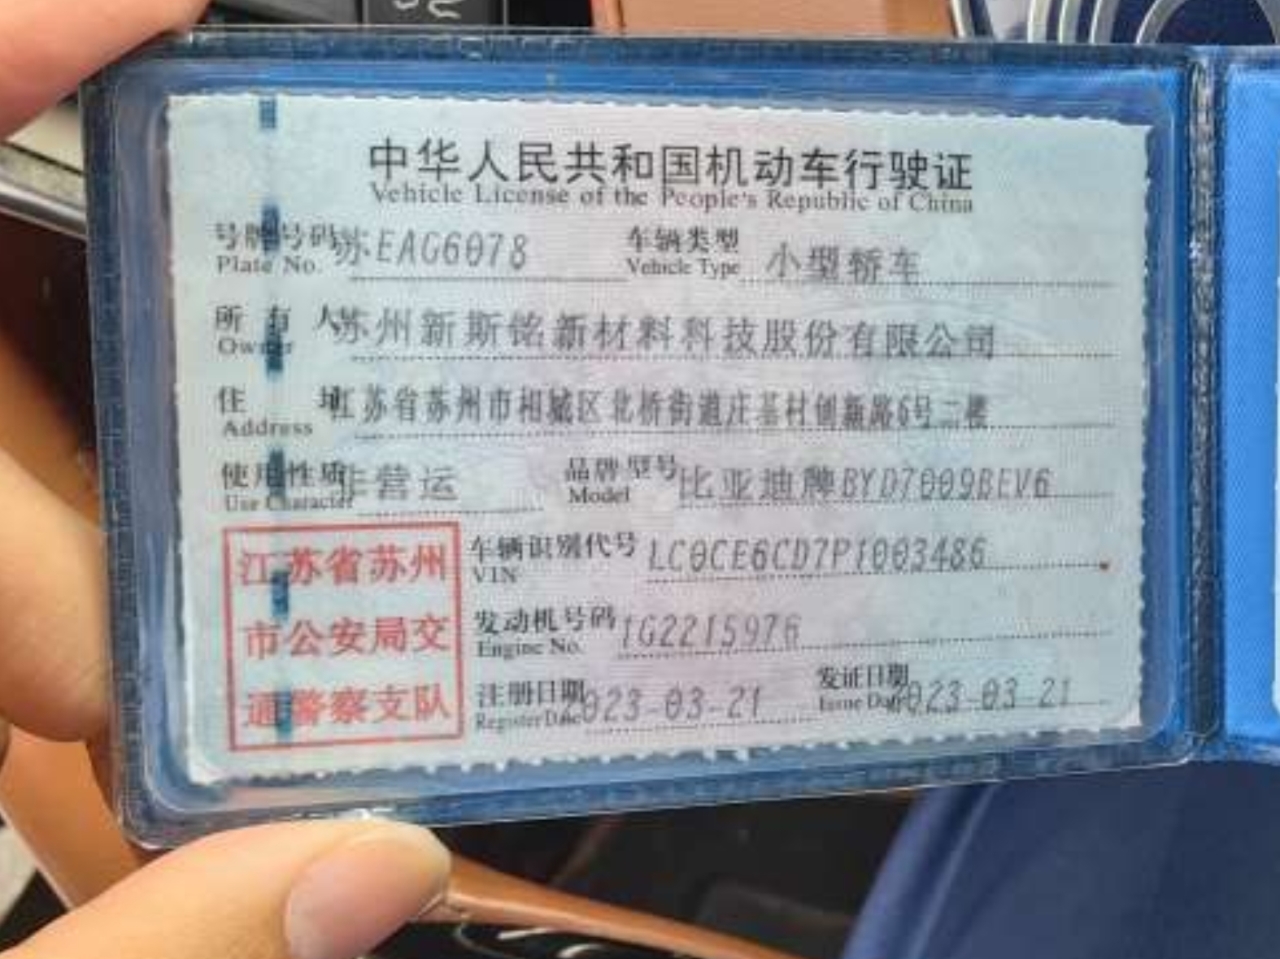 中华人民共和国机动车行驶证
Vehicle License of the People's Republic of China
号牌号码 苏EAG6078 车辆类型 小型轿车
Plate No. Vehicle Type
所有人 苏州新斯铭新材料科技股份有限公司
Owner
住址 江苏省苏州市相城区北桥街道庄基村创新路6号二楼
Address
使用性质 非营运 品牌型号 比亚迪牌BYD7009BEV6
Use Character Model
车辆识别代号 LC0CE6CD7P1003486
VIN
发动机号码 1G2215976
Engine No.
注册日期 2023-03-21 发证日期 2023-03-21
Register Date Issue Date
江苏省苏州
市公安局交
通警察支队